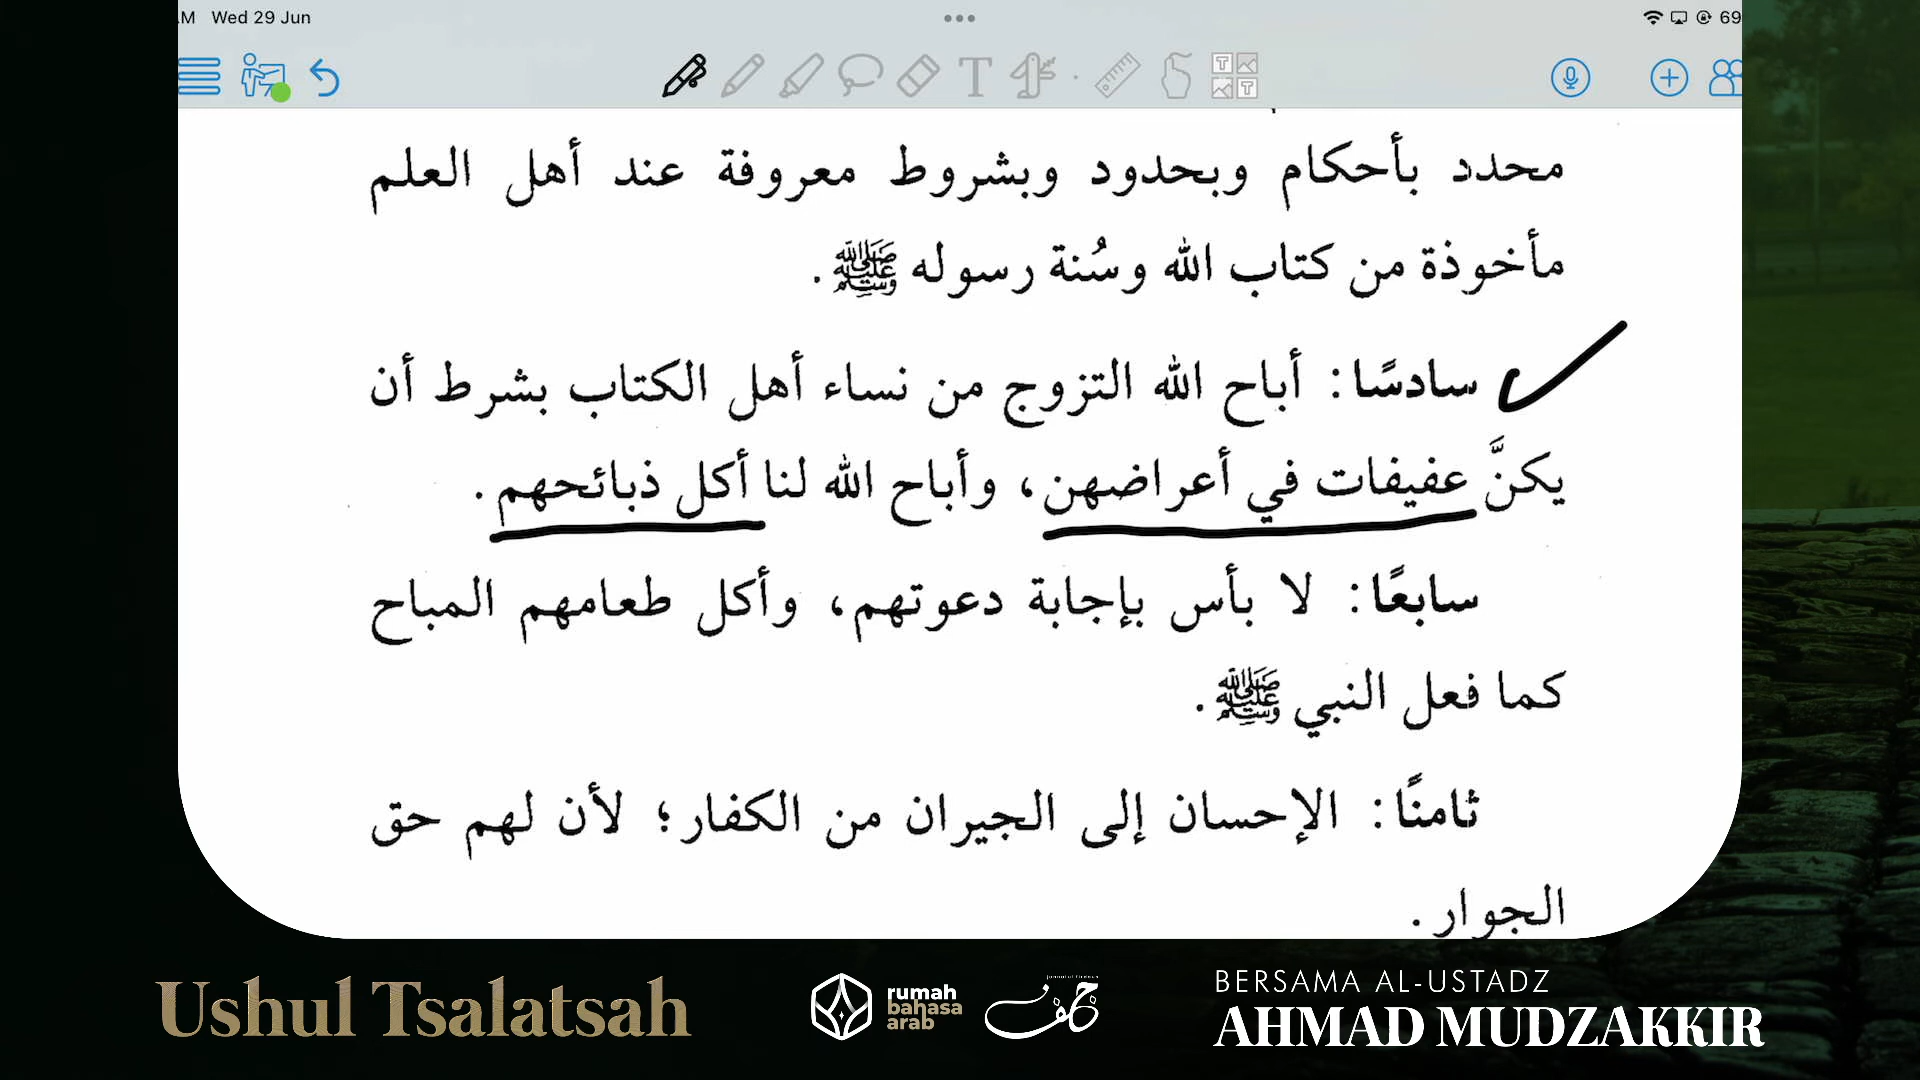 Wed 29 Jun
69
محدد بأحكام وبحدود وبشروط معروفة عند أهل العلم
مأخوذة من كتاب الله وسُنة رسوله ﷺ.
سادسًا: أباح الله التزوج من نساء أهل الكتاب بشرط أن
يكنَّ عفيفات في أعراضهن، وأباح الله لنا أكل ذبائحهم.
سابعًا: لا بأس بإجابة دعوتهم، وأكل طعامهم المباح
كما فعل النبي ﷺ.
ثامنًا: الإحسان إلى الجيران من الكفار؛ لأن لهم حق
الجوار.
Ushul Tsalatsah
rumah
bahasa
arab
BERSAMA AL-USTADZ
AHMAD MUDZAKKIR